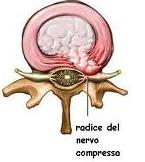 radice del
nervo
compressa